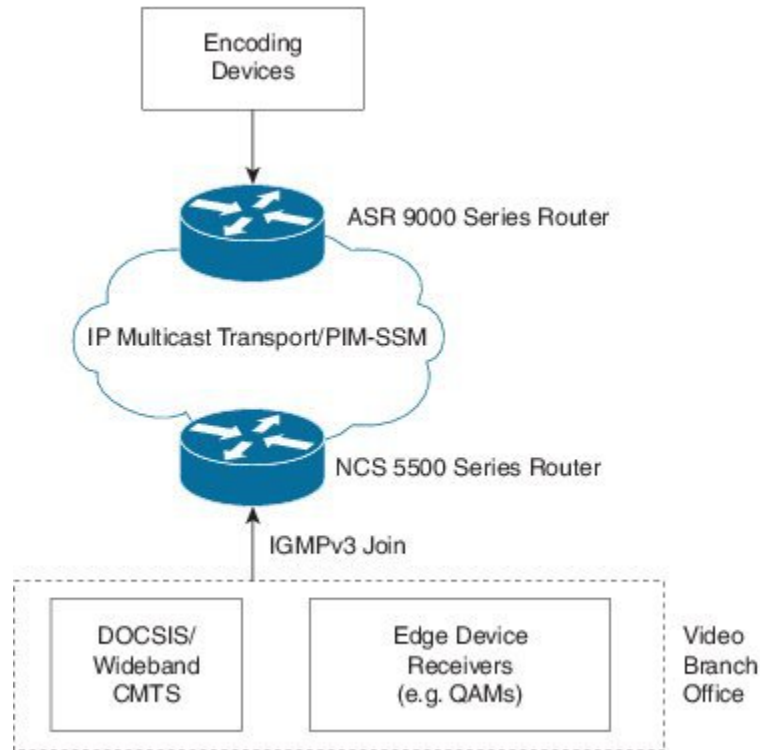 Encoding
Devices
ASR 9000 Series Router
IP Multicast Transport/PIM-SSM
NCS 5500 Series Router
IGMPv3 Join
DOCSIS/
Wideband
CMTS
Edge Device
Receivers
(e.g. QAMs)
Video
Branch
Office